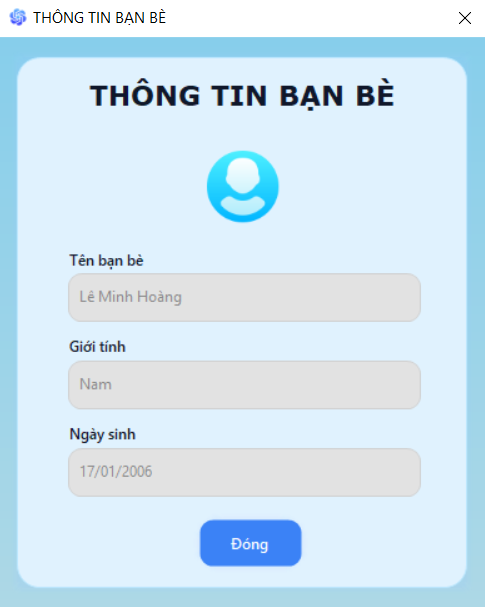 THÔNG TIN BẠN BÈ
THÔNG TIN BẠN BÈ
Tên bạn bè
Lê Minh Hoàng
Giới tính
Nam
Ngày sinh
17/01/2006
Đóng